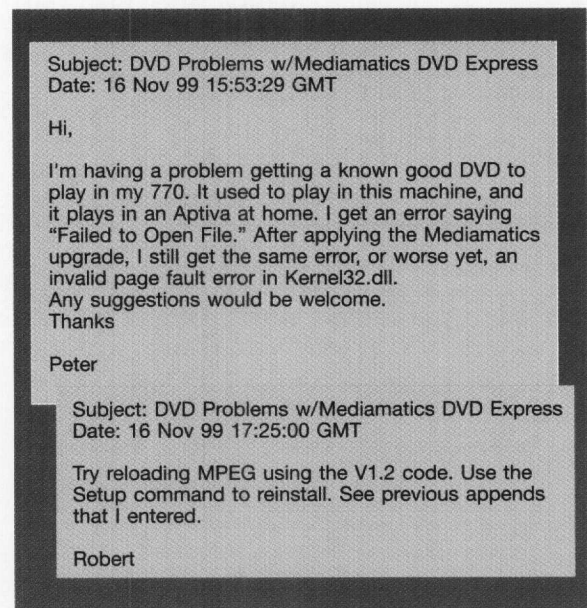 Subject: DVD Problems w/Mediamatics DVD Express
Date: 16 Nov 99 15:53:29 GMT
Hi,
I'm having a problem getting a known good DVD to
play in my 770. It used to play in this machine, and
it plays in an Aptiva at home. I get an error saying
“Failed to Open File.” After applying the Mediamatics
upgrade, I still get the same error, or worse yet, an
invalid page fault error in Kernel32.dll.
Any suggestions would be welcome.
Thanks
Peter
Subject: DVD Problems w/Mediamatics DVD Express
Date: 16 Nov 99 17:25:00 GMT
Try reloading MPEG using the V1.2 code. Use the
Setup command to reinstall. See previous appends
that I entered.
Robert